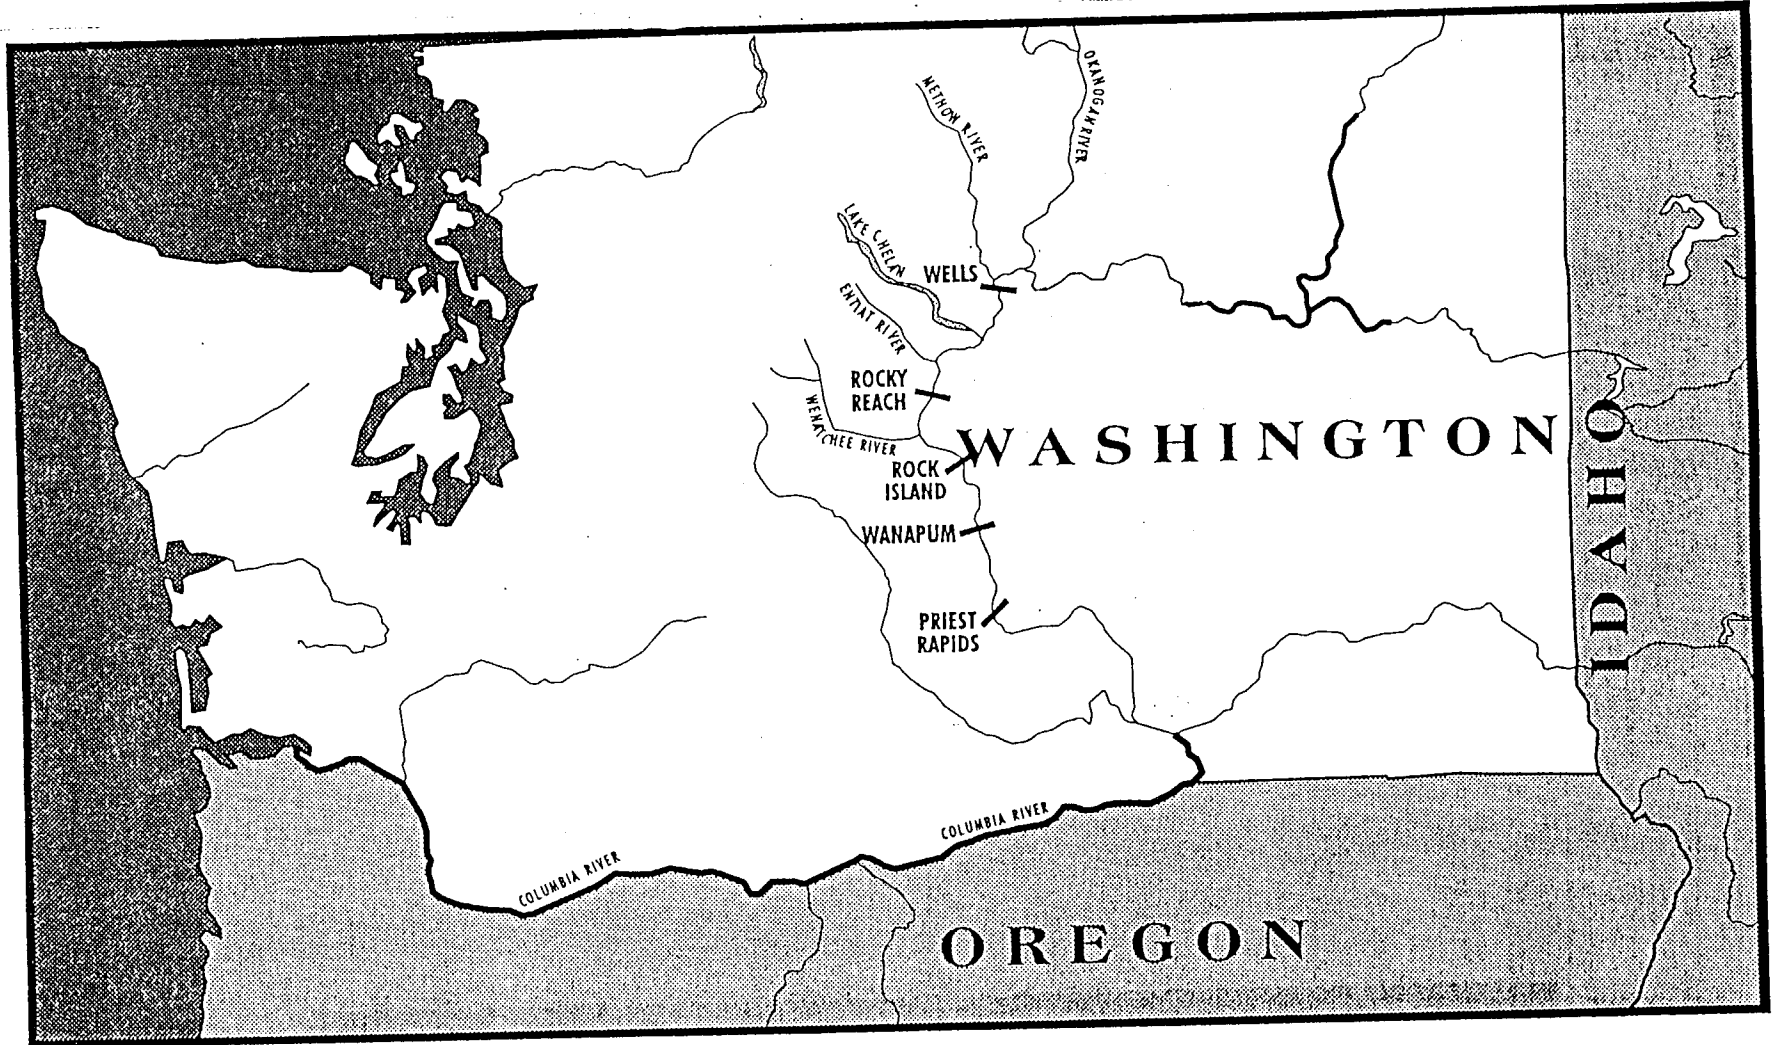 OKANOGAN RIVER
METHOW RIVER
LAKE CHELAN
WELLS
ENTIAT RIVER
ROCKY
REACH
WENATCHEE RIVER
WASHINGTON
IDAHO
ROCK
ISLAND
WANAPUM
PRIEST
RAPIDS
COLUMBIA RIVER
COLUMBIA RIVER
OREGON